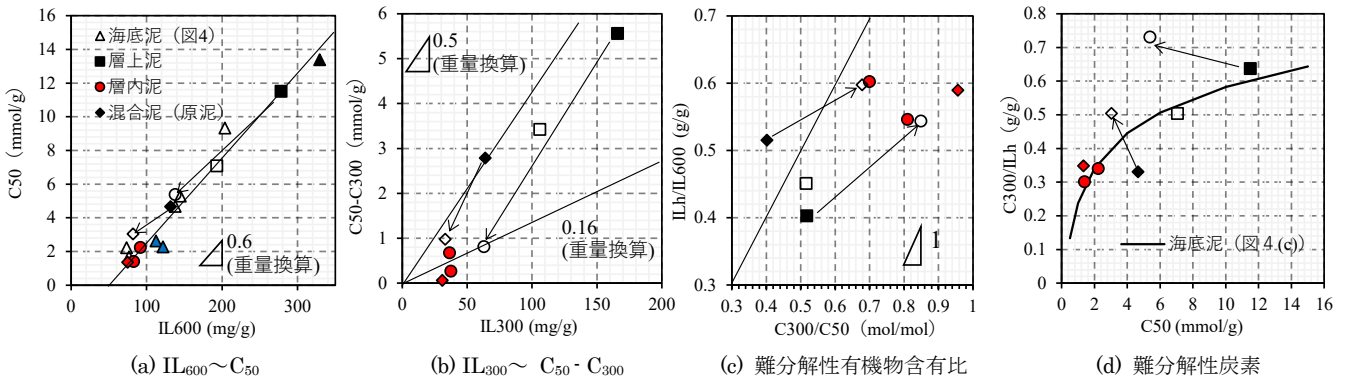 16
14
12
10
8
6
4
2
0
C50（mmol/g）
△海底泥（図4）
■層上泥
●層内泥
◆混合泥（原泥）
0.6
(重量換算)
0 100 200 300
IL600 (mg/g)
(a) IL₆₀₀～C₅₀
6
5
4
3
2
1
0
C50-C300（mmol/g）
0.5
(重量換算)
0.16
(重量換算)
0 50 100 150 200
IL300 (mg/g)
(b) IL₃₀₀～ C₅₀ - C₃₀₀
0.7
0.6
0.5
0.4
0.3
ILh/IL600（g/g）
1
0.3 0.4 0.5 0.6 0.7 0.8 0.9 1
C300/C50（mol/mol）
(c) 難分解性有機物含有比
0.8
0.7
0.6
0.5
0.4
0.3
0.2
0.1
0
C300/ILh（g/g）
海底泥（図４(c)）
0 2 4 6 8 10 12 14 16
C50 (mmol/g)
(d) 難分解性炭素